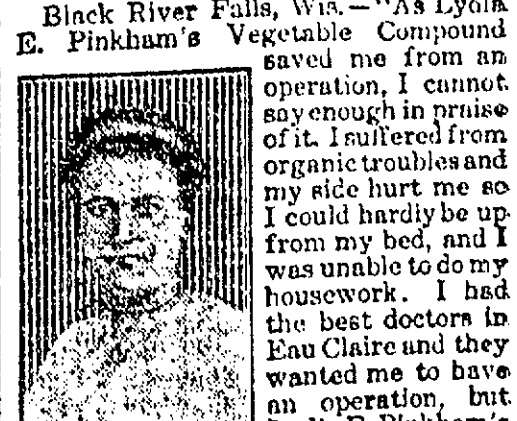 Black River Falls, Wis.—"As Lydia
E. Pinkham's Vegetable Compound
saved me from an
operation, I cannot
say enough in praise
of it. I suffered from
organic troubles and
my side hurt me so
I could hardly be up
from my bed, and I
was unable to do my
housework. I had
the best doctors in
Eau Claire and they
wanted me to have
an operation, but
E. Pinkham's